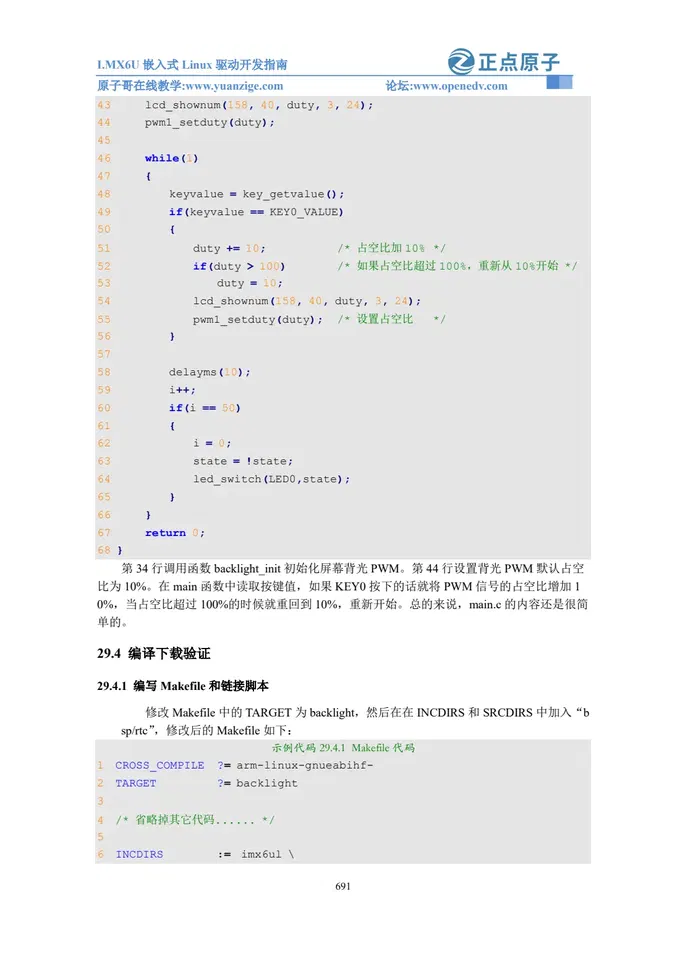 I.MX6U 嵌入式 Linux 驱动开发指南
正点原子
原子哥在线教学:www.yuanzige.com 论坛:www.openedv.com
43 lcd_shownum(158, 40, duty, 3, 24);
44 pwm1_setduty(duty);
45
46 while(1)
47 {
48 keyvalue = key_getvalue();
49 if(keyvalue == KEY0_VALUE)
50 {
51 duty += 10; /* 占空比加 10% */
52 if(duty > 100) /* 如果占空比超过 100%，重新从 10%开始 */
53 duty = 10;
54 lcd_shownum(158, 40, duty, 3, 24);
55 pwm1_setduty(duty); /* 设置占空比 */
56 }
57
58 delayms(10);
59 i++;
60 if(i == 50)
61 {
62 i = 0;
63 state = !state;
64 led_switch(LED0,state);
65 }
66 }
67 return 0;
68 }
第 34 行调用函数 backlight_init 初始化屏幕背光 PWM。第 44 行设置背光 PWM 默认占空
比为 10%。在 main 函数中读取按键值，如果 KEY0 按下的话就将 PWM 信号的占空比增加 1
0%，当占空比超过 100%的时候就重回到 10%，重新开始。总的来说，main.c 的内容还是很简
单的。
29.4 编译下载验证
29.4.1 编写 Makefile 和链接脚本
修改 Makefile 中的 TARGET 为 backlight，然后在在 INCDIRS 和 SRCDIRS 中加入“b
sp/rtc”，修改后的 Makefile 如下：
示例代码 29.4.1 Makefile 代码
1 CROSS_COMPILE ?= arm-linux-gnueabihf-
2 TARGET ?= backlight
3
4 /* 省略掉其它代码...... */
5
6 INCDIRS := imx6ul \
691